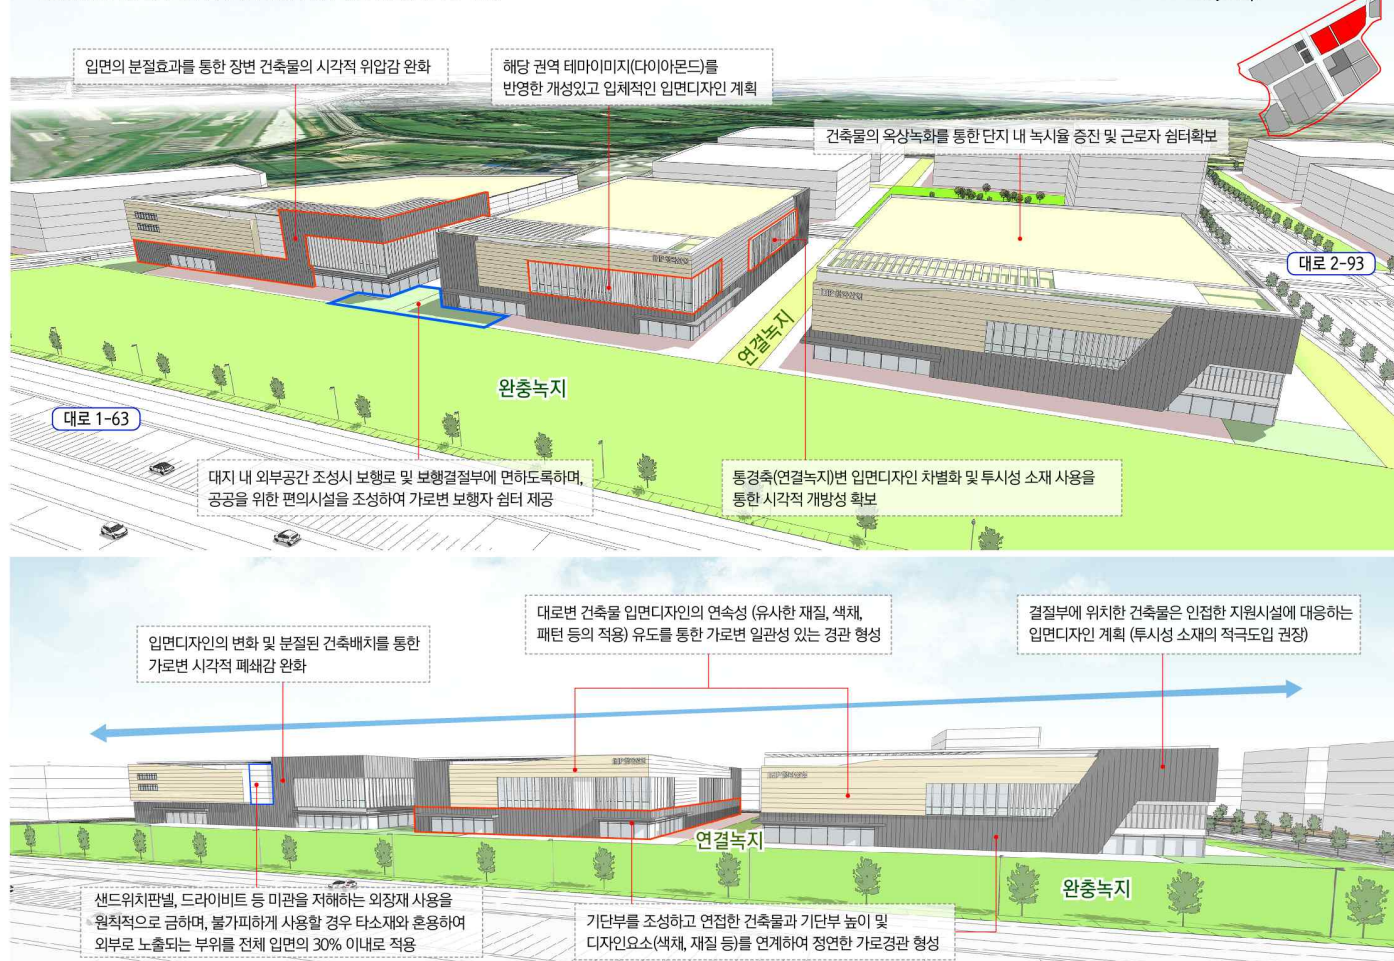 입면의 분절효과를 통한 장변 건축물의 시각적 위압감 완화
해당 권역 테마이미지(다이아몬드)를
반영한 개성있고 입체적인 입면디자인 계획
건축물의 옥상녹화를 통한 단지 내 녹시율 증진 및 근로자 쉼터확보
대로 2-93
연결녹지
완충녹지
대로 1-63
대지 내 외부공간 조성시 보행로 및 보행결절부에 면하도록하며,
공공을 위한 편의시설을 조성하여 가로변 보행자 쉼터 제공
통경축(연결녹지)변 입면디자인 차별화 및 투시성 소재 사용을
통한 시각적 개방성 확보
입면디자인의 변화 및 분절된 건축배치를 통한
가로변 시각적 폐쇄감 완화
대로변 건축물 입면디자인의 연속성 (유사한 재질, 색채,
패턴 등의 적용) 유도를 통한 가로변 일관성 있는 경관 형성
결절부에 위치한 건축물은 인접한 지원시설에 대응하는
입면디자인 계획 (투시성 소재의 적극도입 권장)
연결녹지
완충녹지
샌드위치판넬, 드라이비트 등 미관을 저해하는 외장재 사용을
원칙적으로 금하며, 불가피하게 사용할 경우 타소재와 혼용하여
외부로 노출되는 부위를 전체 입면의 30% 이내로 적용
기단부를 조성하고 연접한 건축물과 기단부 높이 및
디자인요소(색채, 재질 등)를 연계하여 정연한 가로경관 형성